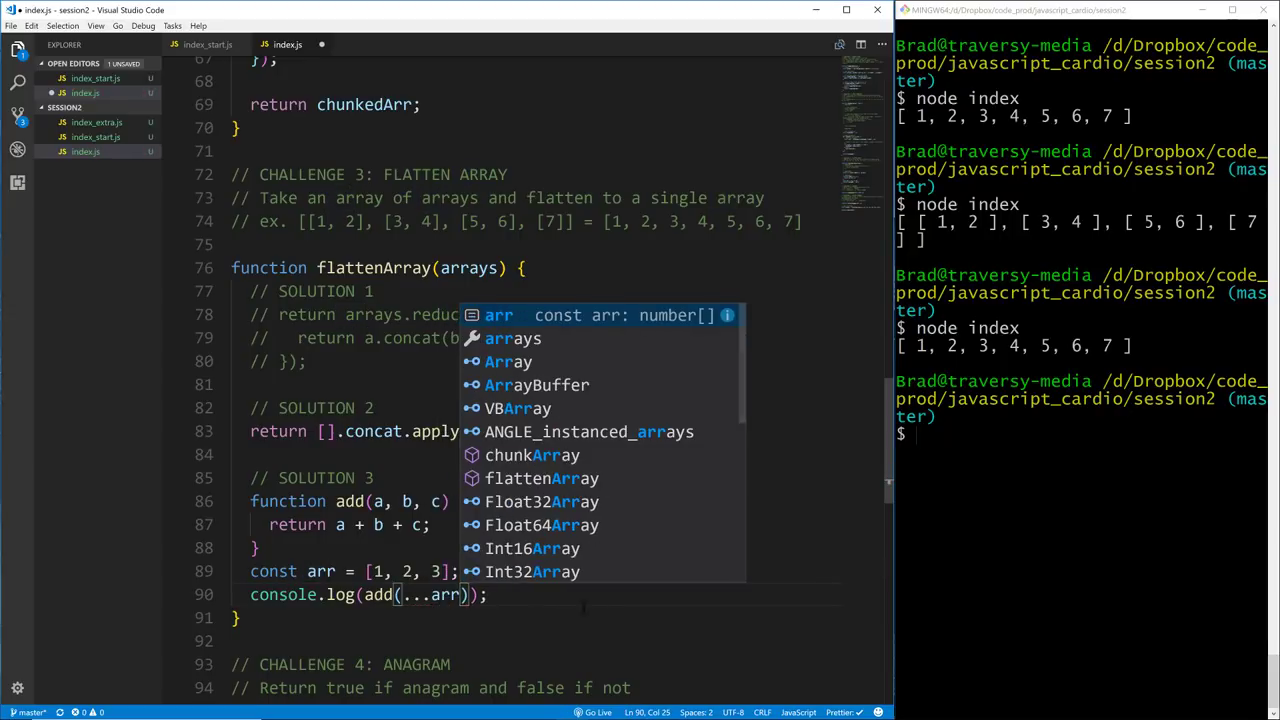 index.js - session2 - Visual Studio Code
File Edit Selection View Go Debug Tasks Help
EXPLORER
OPEN EDITORS 1 UNSAVED
index_start.js U
index.js U
SESSION2
index_extra.js U
index_start.js U
index.js U
index_start.js index.js
67 });
68
69 return chunkedArr;
70 }
71
72 CHALLENGE 3: FLATTEN ARRAY
73 Take an array of arrays and flatten to a single array
74 // ex. [[1, 2], [3, 4], [5, 6], [7]] = [1, 2, 3, 4, 5, 6, 7]
75
76 function flattenArray(arrays) {
77 // SOLUTION 1
78 // return arrays.reduc
79 // return a.concat(b
80 // });
81
82 // SOLUTION 2
83 return [].concat.apply
84
85 // SOLUTION 3
86 function add(a, b, c)
87 return a + b + c;
88 }
89 const arr = [1, 2, 3];
90 console.log(add(...arr));
91 }
92
93 // CHALLENGE 4: ANAGRAM
94 // Return true if anagram and false if not
arr const arr: number[]
arrays
Array
ArrayBuffer
VBArray
ANGLE_instanced_arrays
chunkArray
flattenArray
Float32Array
Float64Array
Int16Array
Int32Array
master* 0 0 Go Live Ln 90, Col 25 Spaces: 2 UTF-8 CRLF JavaScript Prettier: ✓
MINGW64:/d/Dropbox/code_prod/javascript_cardio/session2
Brad@traversy-media /d/Dropbox/code_
prod/javascript_cardio/session2 (mas
ter)
$ node index
[ 1, 2, 3, 4, 5, 6, 7 ]
Brad@traversy-media /d/Dropbox/code_
prod/javascript_cardio/session2 (mas
ter)
$ node index
[ [ 1, 2 ], [ 3, 4 ], [ 5, 6 ], [ 7
] ]
Brad@traversy-media /d/Dropbox/code_
prod/javascript_cardio/session2 (mas
ter)
$ node index
[ 1, 2, 3, 4, 5, 6, 7 ]
Brad@traversy-media /d/Dropbox/code_
prod/javascript_cardio/session2 (mas
ter)
$